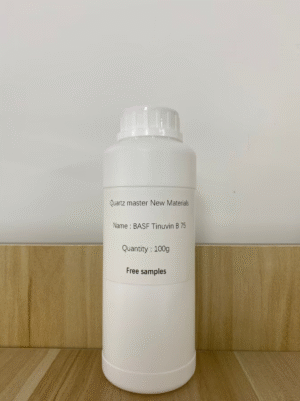 Quartz master New Materials
Name : BASF Tinuvin B 75
Quantity : 100g
Free samples